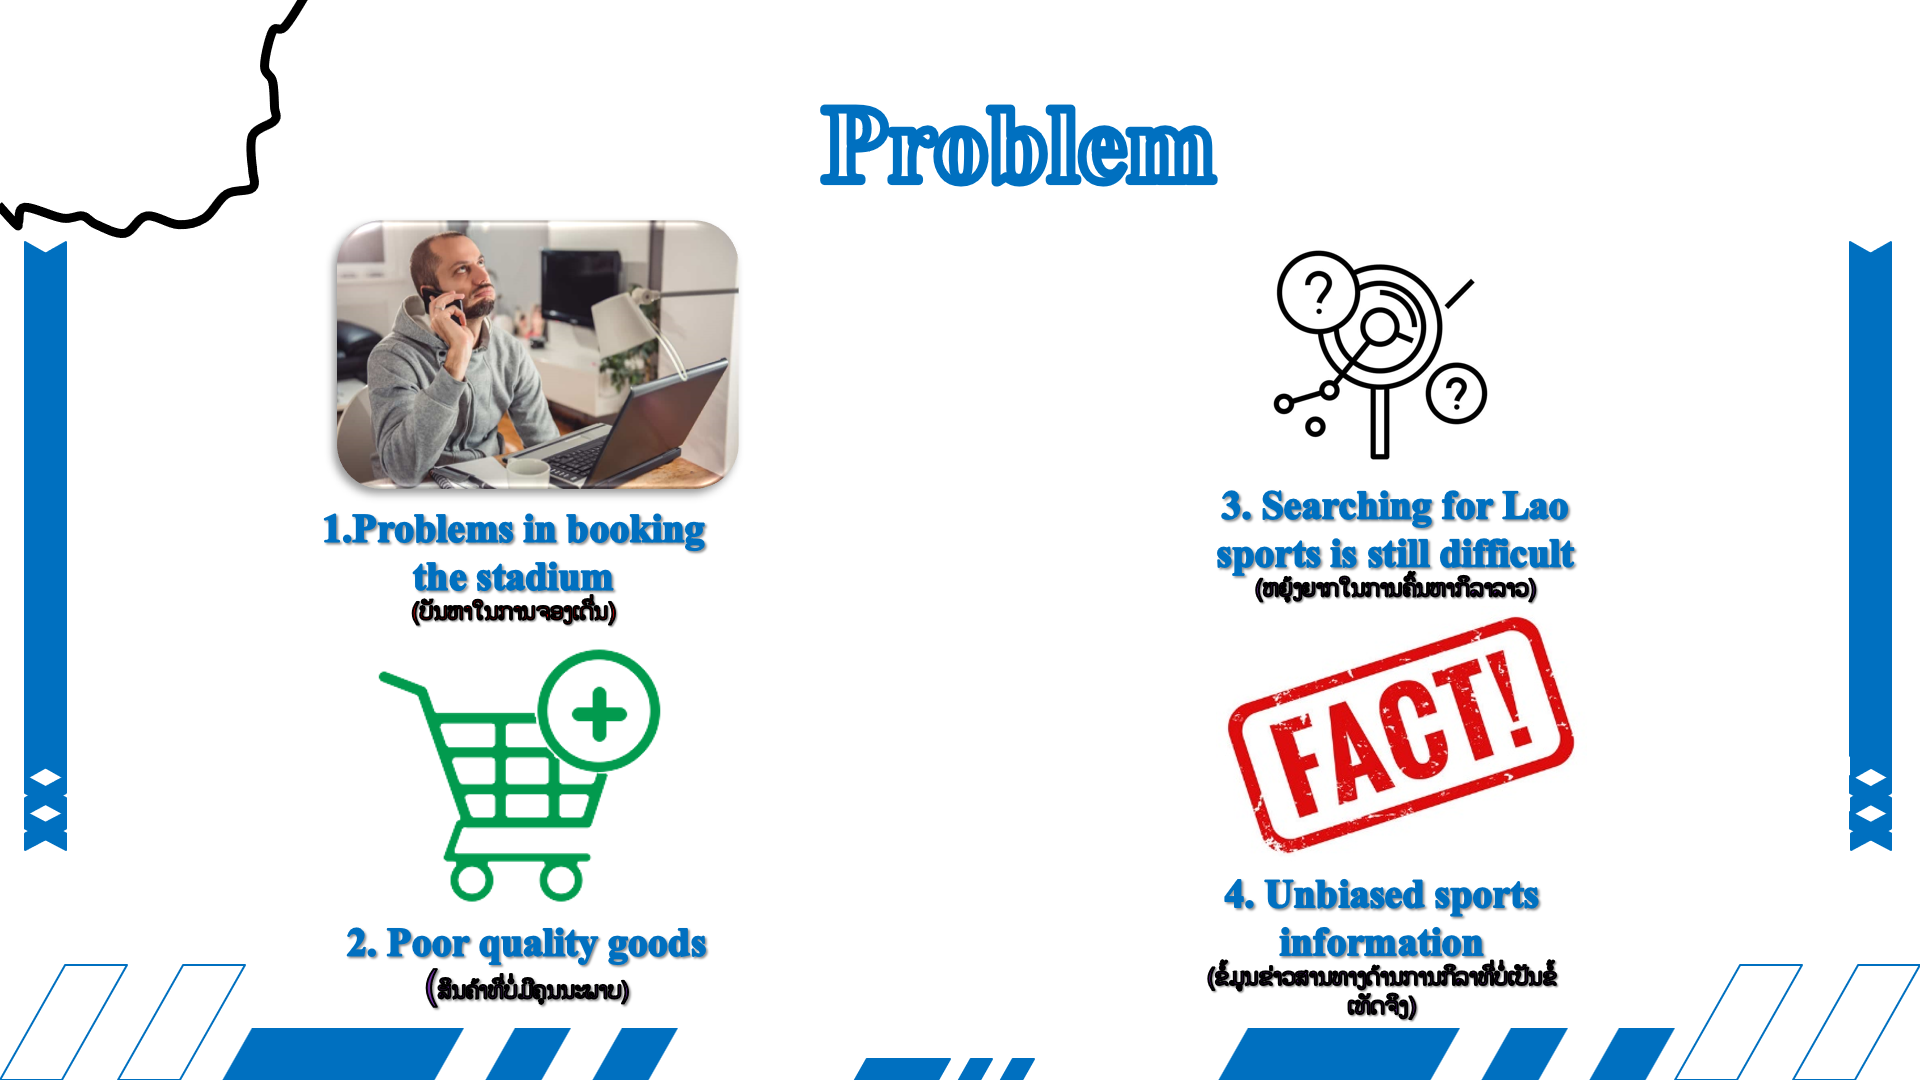 Problem
1.Problems in booking
the stadium
(ບັນຫາໃນການຈອງເດີ່ນ)
2. Poor quality goods
(ສິນຄ້າທີ່ບໍ່ມີຄຸນນະພາບ)
? ?
3. Searching for Lao
sports is still difficult
(ຫຍຸ້ງຍາກໃນການຄົ້ນຫາກິລາລາວ)
FACT!
4. Unbiased sports
information
(ຂໍ້ມູນຂ່າວສານທາງດ້ານການກິລາທີ່ບໍ່ເປັນຂໍ້
ເທັດຈິງ)